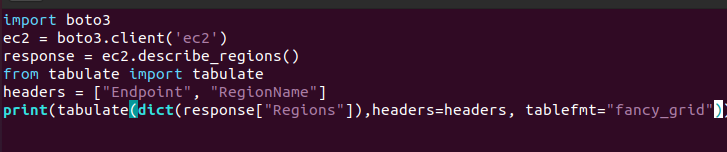 import boto3
ec2 = boto3.client('ec2')
response = ec2.describe_regions()
from tabulate import tabulate
headers = ["Endpoint", "RegionName"]
print(tabulate(dict(response["Regions"]),headers=headers, tablefmt="fancy_grid"))